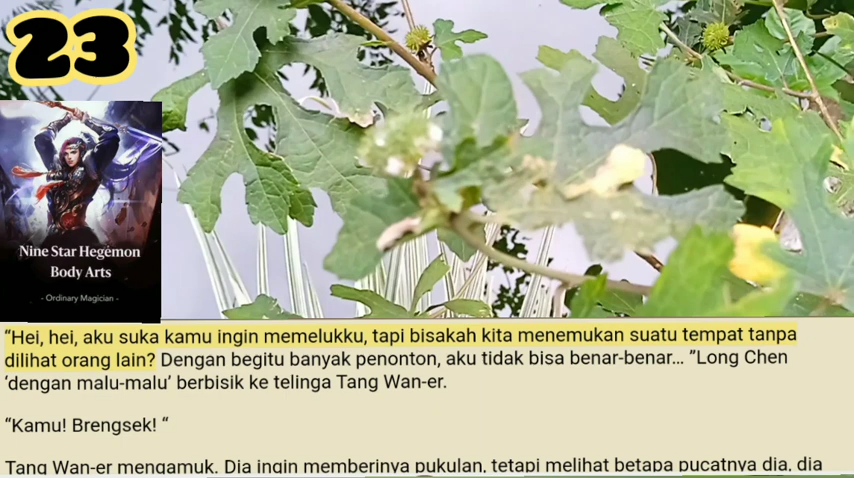 23
Nine Star Hegemon
Body Arts
- Ordinary Magician -
“Hei, hei, aku suka kamu ingin memelukku, tapi bisakah kita menemukan suatu tempat tanpa
dilihat orang lain? Dengan begitu banyak penonton, aku tidak bisa benar-benar... ”Long Chen
‘dengan malu-malu’ berbisik ke telinga Tang Wan-er.
“Kamu! Brengsek! “
Tang Wan-er mengamuk. Dia ingin memberinya pukulan, tetapi melihat betapa pucatnya dia, dia